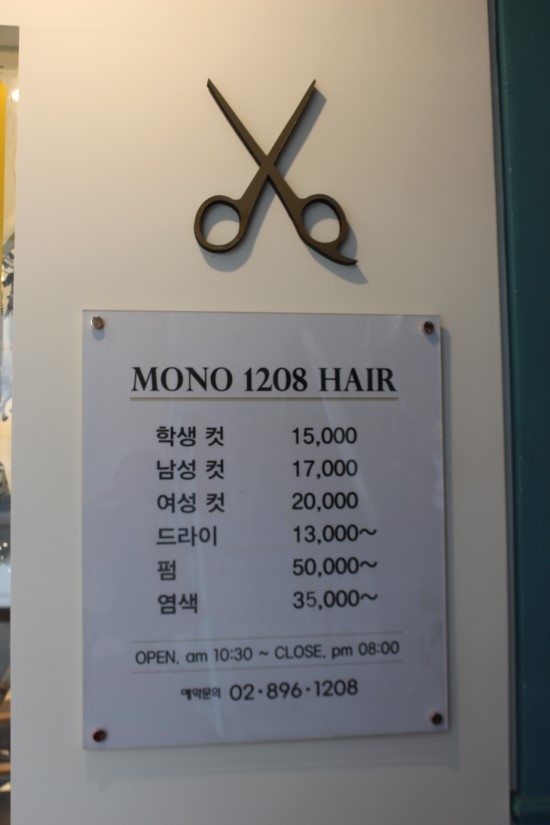 MONO 1208 HAIR
학생 컷 15,000
남성 컷 17,000
여성 컷 20,000
드라이 13,000~
펌 50,000~
염색 35,000~
OPEN. am 10:30 ~ CLOSE. pm 08:00
예약문의 02·896·1208